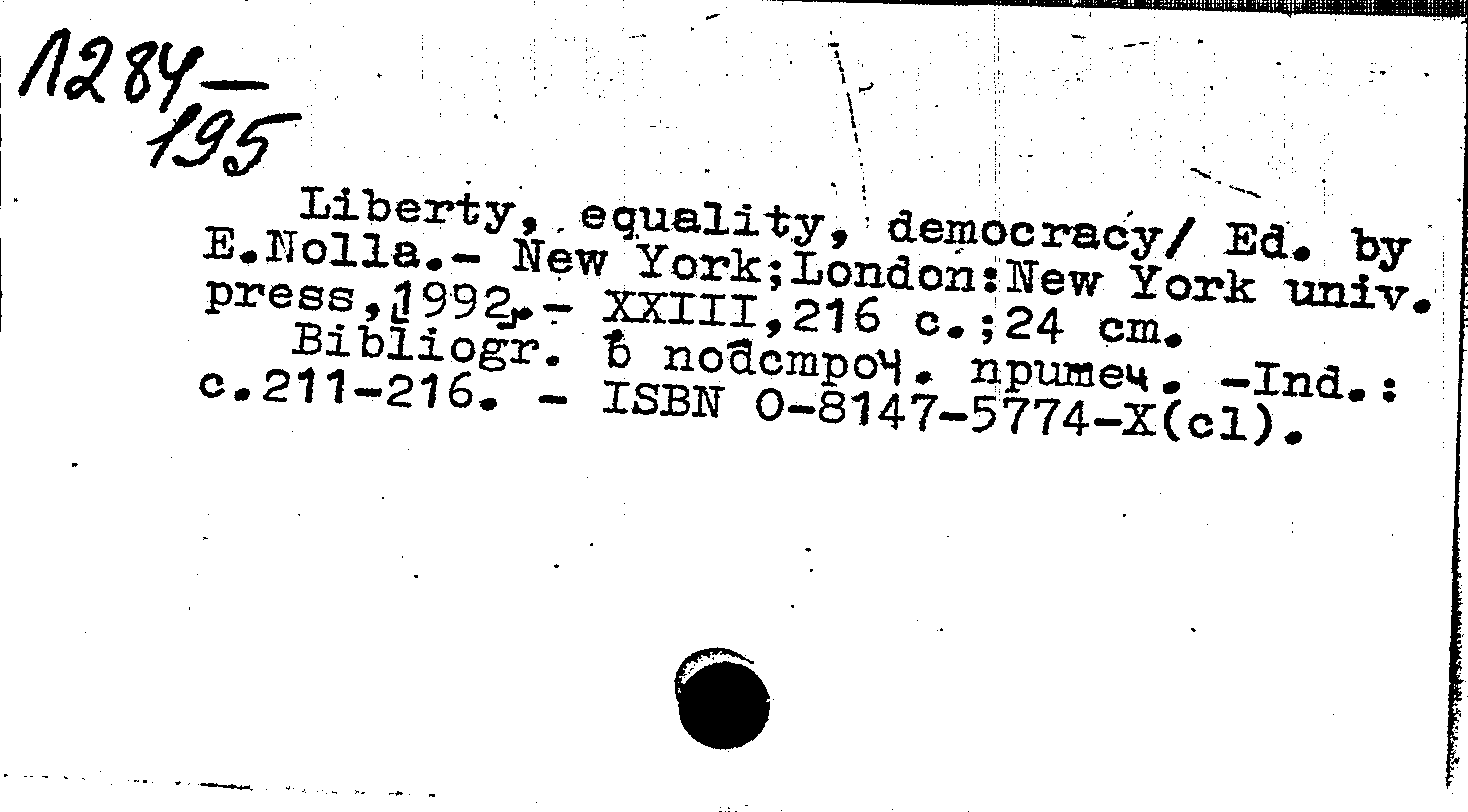 Л284-
195
Liberty, equality, democracy/ Ed. by
E.Nolla.- New York;London:New York univ.
press,[1992].- XXIII,216 c.;24 cm.
Bibliogr. в подстроч. примеч. -Ind.:
c.211-216. - ISBN 0-8147-5774-X(cl).